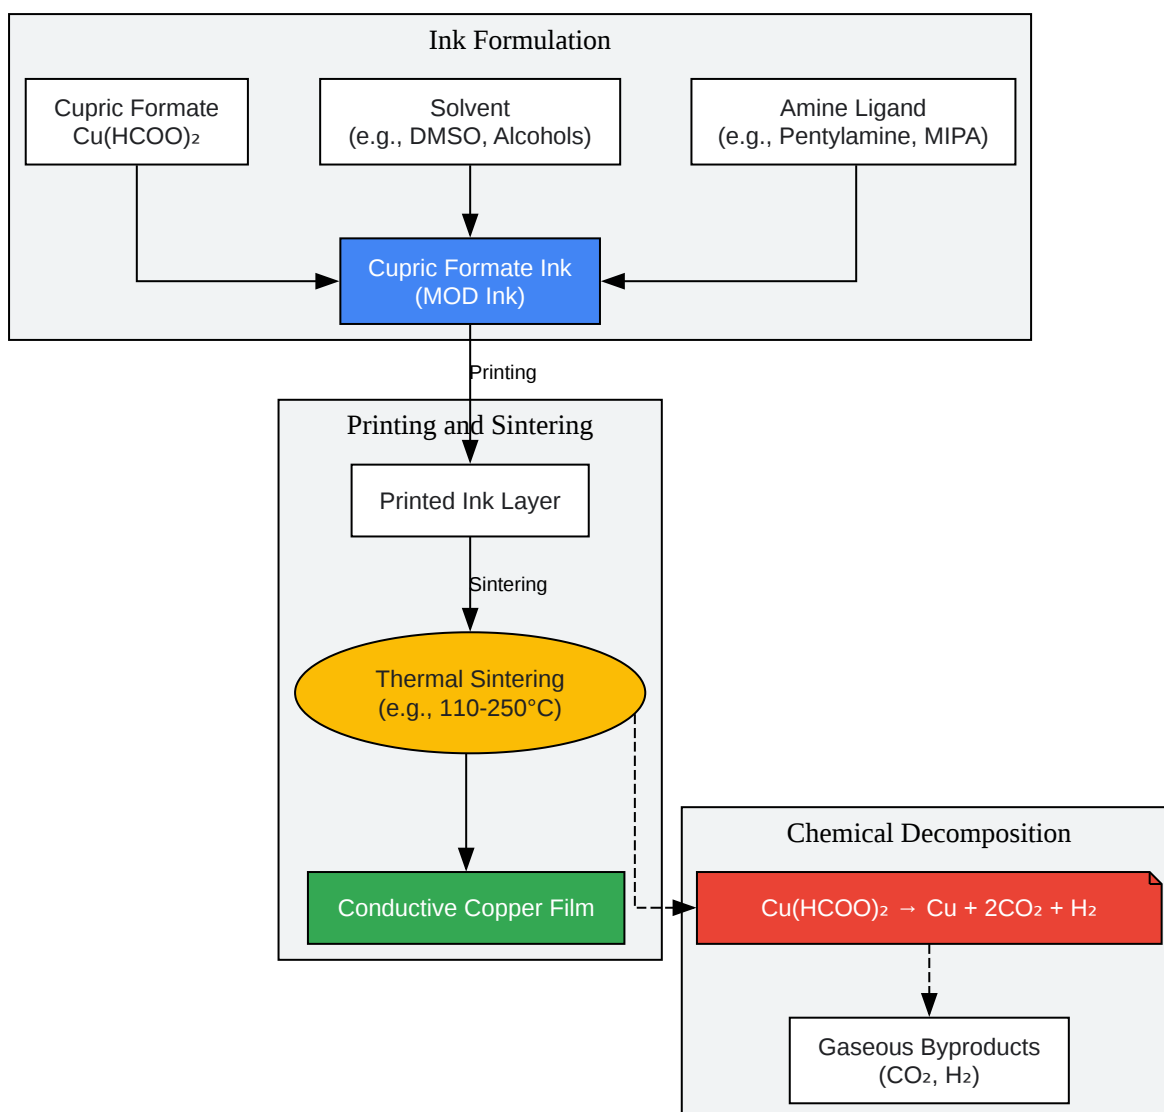 Ink Formulation
Cupric Formate
Cu(HCOO)₂
Solvent
(e.g., DMSO, Alcohols)
Amine Ligand
(e.g., Pentylamine, MIPA)
Cupric Formate Ink
(MOD Ink)
Printing
Printing and Sintering
Printed Ink Layer
Sintering
Thermal Sintering
(e.g., 110-250°C)
Conductive Copper Film
Chemical Decomposition
Cu(HCOO)₂ → Cu + 2CO₂ + H₂
Gaseous Byproducts
(CO₂, H₂)